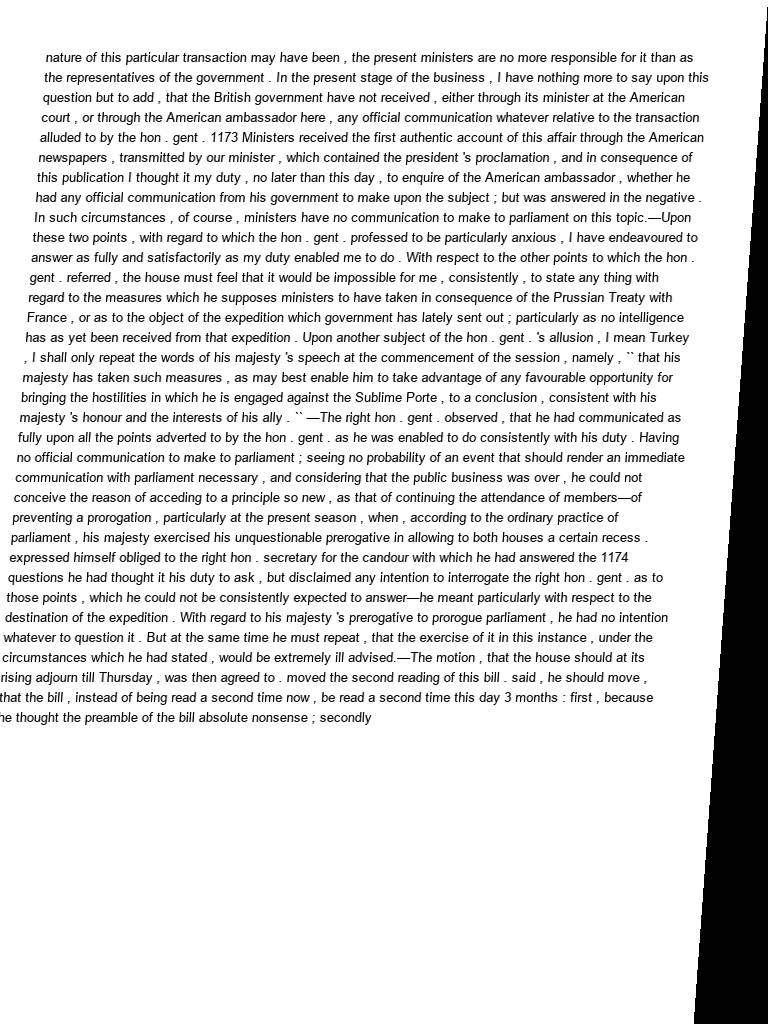 nature of this particular transaction may have been , the present ministers are no more responsible for it than as
the representatives of the government . In the present stage of the business , I have nothing more to say upon this
question but to add , that the British government have not received , either through its minister at the American
court , or through the American ambassador here , any official communication whatever relative to the transaction
alluded to by the hon . gent . 1173 Ministers received the first authentic account of this affair through the American
newspapers , transmitted by our minister , which contained the president 's proclamation , and in consequence of
this publication I thought it my duty , no later than this day , to enquire of the American ambassador , whether he
had any official communication from his government to make upon the subject ; but was answered in the negative .
In such circumstances , of course , ministers have no communication to make to parliament on this topic.—Upon
these two points , with regard to which the hon . gent . professed to be particularly anxious , I have endeavoured to
answer as fully and satisfactorily as my duty enabled me to do . With respect to the other points to which the hon .
gent . referred , the house must feel that it would be impossible for me , consistently , to state any thing with
regard to the measures which he supposes ministers to have taken in consequence of the Prussian Treaty with
France , or as to the object of the expedition which government has lately sent out ; particularly as no intelligence
has as yet been received from that expedition . Upon another subject of the hon . gent . 's allusion , I mean Turkey
, I shall only repeat the words of his majesty 's speech at the commencement of the session , namely , `` that his
majesty has taken such measures , as may best enable him to take advantage of any favourable opportunity for
bringing the hostilities in which he is engaged against the Sublime Porte , to a conclusion , consistent with his
majesty 's honour and the interests of his ally . `` —The right hon . gent . observed , that he had communicated as
fully upon all the points adverted to by the hon . gent . as he was enabled to do consistently with his duty . Having
no official communication to make to parliament ; seeing no probability of an event that should render an immediate
communication with parliament necessary , and considering that the public business was over , he could not
conceive the reason of acceding to a principle so new , as that of continuing the attendance of members—of
preventing a prorogation , particularly at the present season , when , according to the ordinary practice of
parliament , his majesty exercised his unquestionable prerogative in allowing to both houses a certain recess .
expressed himself obliged to the right hon . secretary for the candour with which he had answered the 1174
questions he had thought it his duty to ask , but disclaimed any intention to interrogate the right hon . gent . as to
those points , which he could not be consistently expected to answer—he meant particularly with respect to the
destination of the expedition . With regard to his majesty 's prerogative to prorogue parliament , he had no intention
whatever to question it . But at the same time he must repeat , that the exercise of it in this instance , under the
circumstances which he had stated , would be extremely ill advised.—The motion , that the house should at its
rising adjourn till Thursday , was then agreed to . moved the second reading of this bill . said , he should move ,
that the bill , instead of being read a second time now , be read a second time this day 3 months : first , because
he thought the preamble of the bill absolute nonsense ; secondly